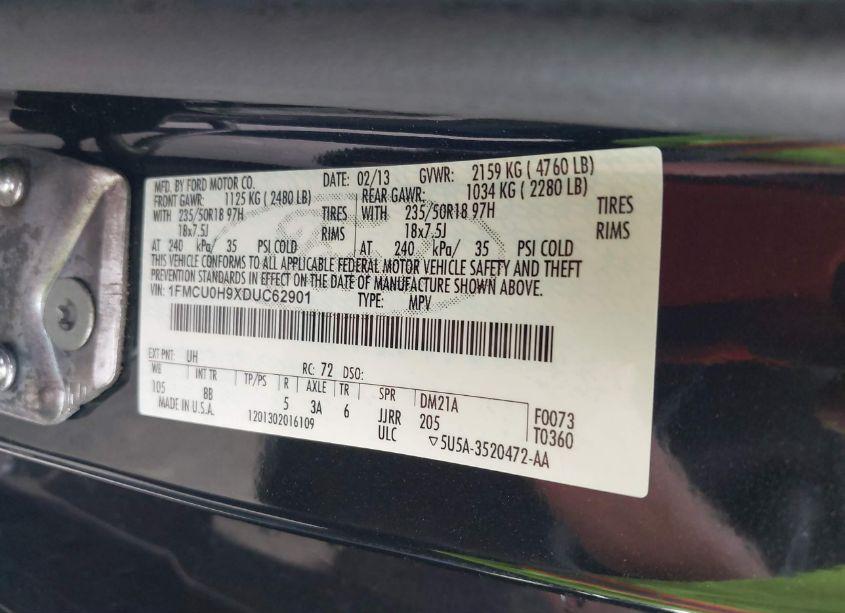 MFD. BY FORD MOTOR CO. DATE: 02/13 GVWR: 2159 KG ( 4760 LB)
FRONT GAWR: 1125 KG ( 2480 LB) REAR GAWR: 1034 KG ( 2280 LB)
WITH 235/50R18 97H TIRES WITH 235/50R18 97H TIRES
18x7.5J RIMS 18x7.5J RIMS
AT 240 kPa/ 35 PSI COLD AT 240 kPa/ 35 PSI COLD
THIS VEHICLE CONFORMS TO ALL APPLICABLE FEDERAL MOTOR VEHICLE SAFETY AND THEFT
PREVENTION STANDARDS IN EFFECT ON THE DATE OF MANUFACTURE SHOWN ABOVE.
VIN: 1FMCU0H9XDUC62901 TYPE: MPV
EXT PNT: UH RC: 72 DSO:
WB INT TR TP/PS R AXLE TR SPR DM21A F0073
105 8B 5 3A 6 JJRR 205 T0360
MADE IN U.S.A. 1201302016109 ULC ▽5U5A-3520472-AA